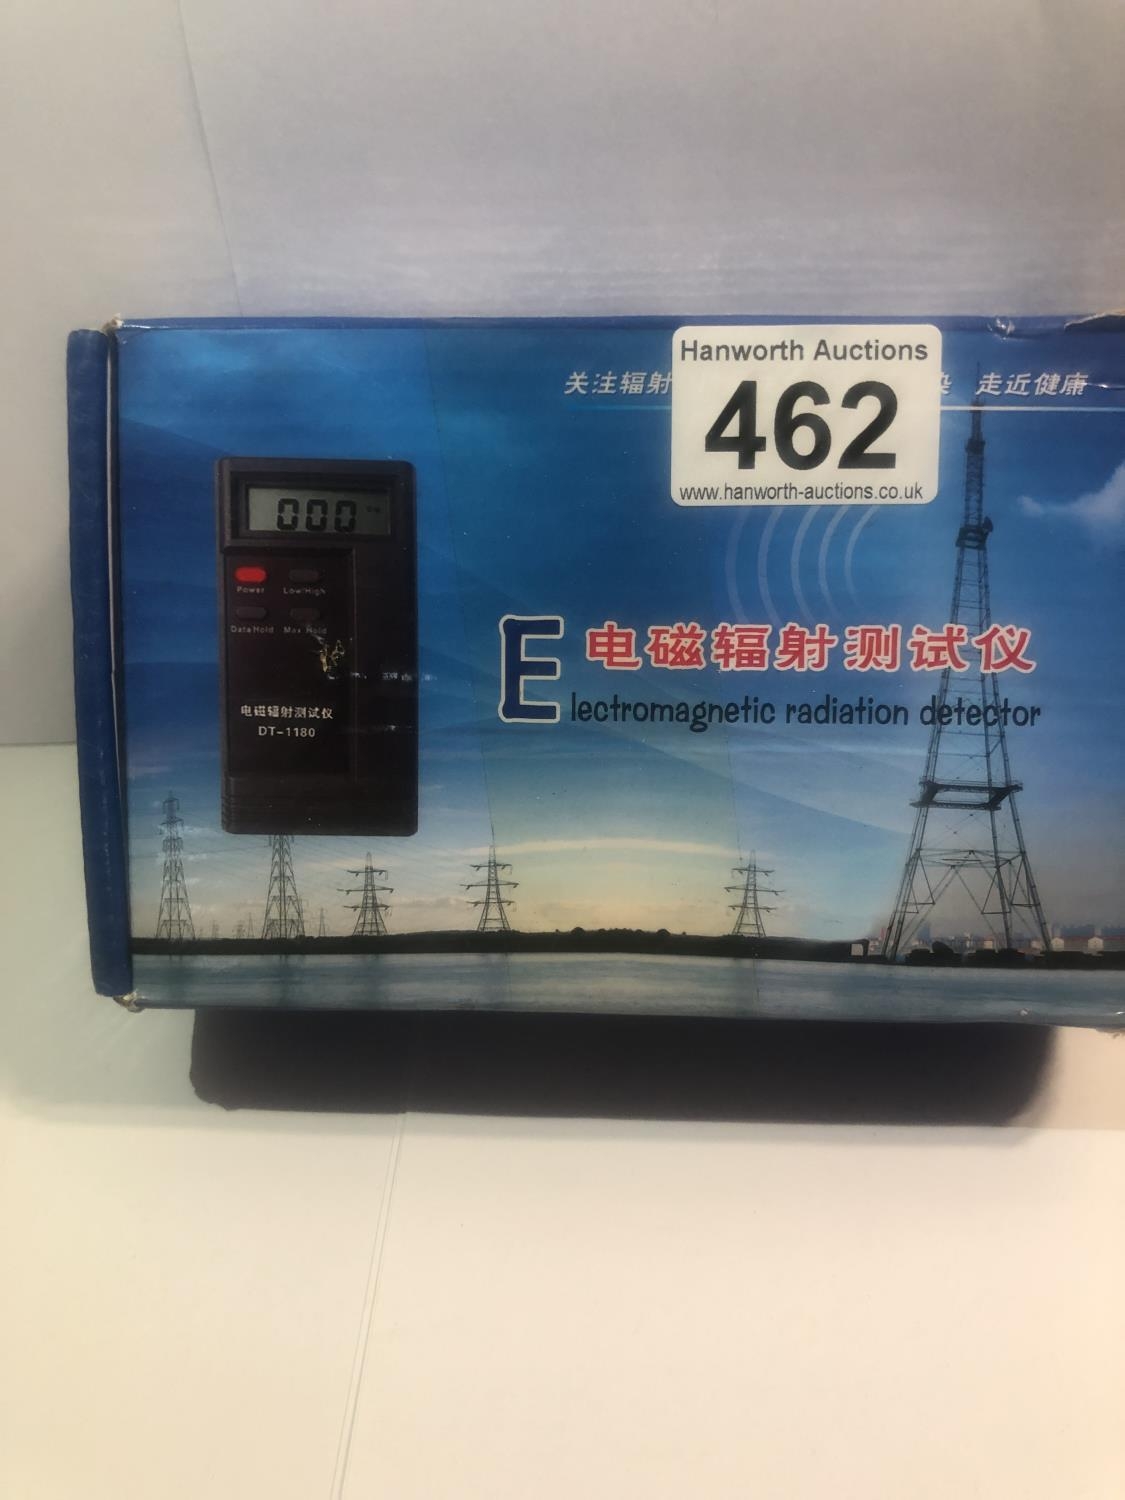 Hanworth Auctions
462
www.hanworth-auctions.co.uk
关注辐射 染 走近健康
000
Power Low/High
Data Hold Max Hold
电磁辐射测试仪
DT-1180
电磁辐射测试仪
Electromagnetic radiation detector